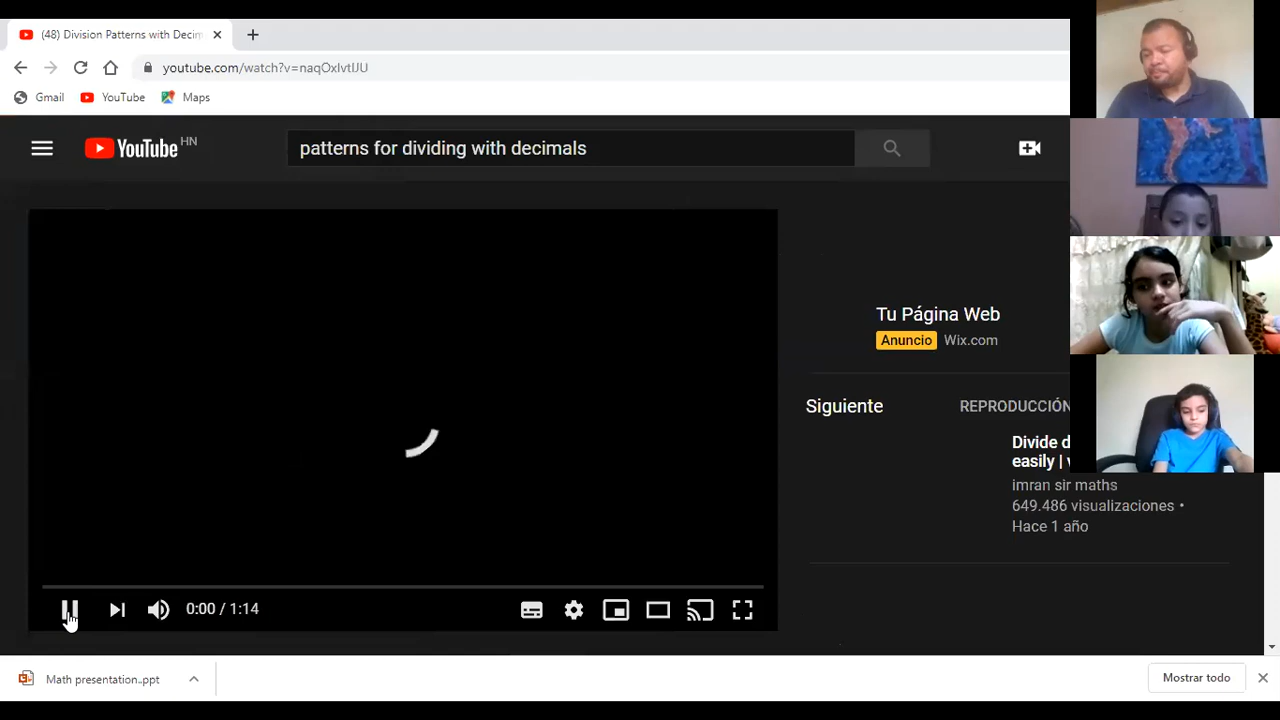 (48) Division Patterns with Decim
youtube.com/watch?v=naqOxIvtIJU
Gmail YouTube Maps
YouTube HN
patterns for dividing with decimals
Tu Página Web
Anuncio Wix.com
Siguiente REPRODUCCIÓN
Divide d
easily | v
imran sir maths
649.486 visualizaciones •
Hace 1 año
0:00 / 1:14
Math presentation..ppt
Mostrar todo